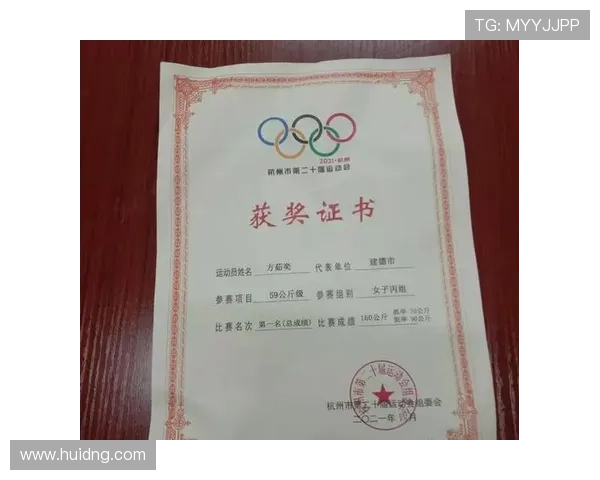 TG: MYYJJPP
2021·杭州
杭州市第二十届运动会
获奖证书
运动员姓名 方茹奕 代表单位 建德市
参赛项目 59公斤级 参赛组别 女子丙组
比赛名次 第一名(总成绩) 比赛成绩 160公斤 抓举 70公斤
挺举 90公斤
杭州市第二十届运动会组委会
二〇二一年 月
www.huidng.com